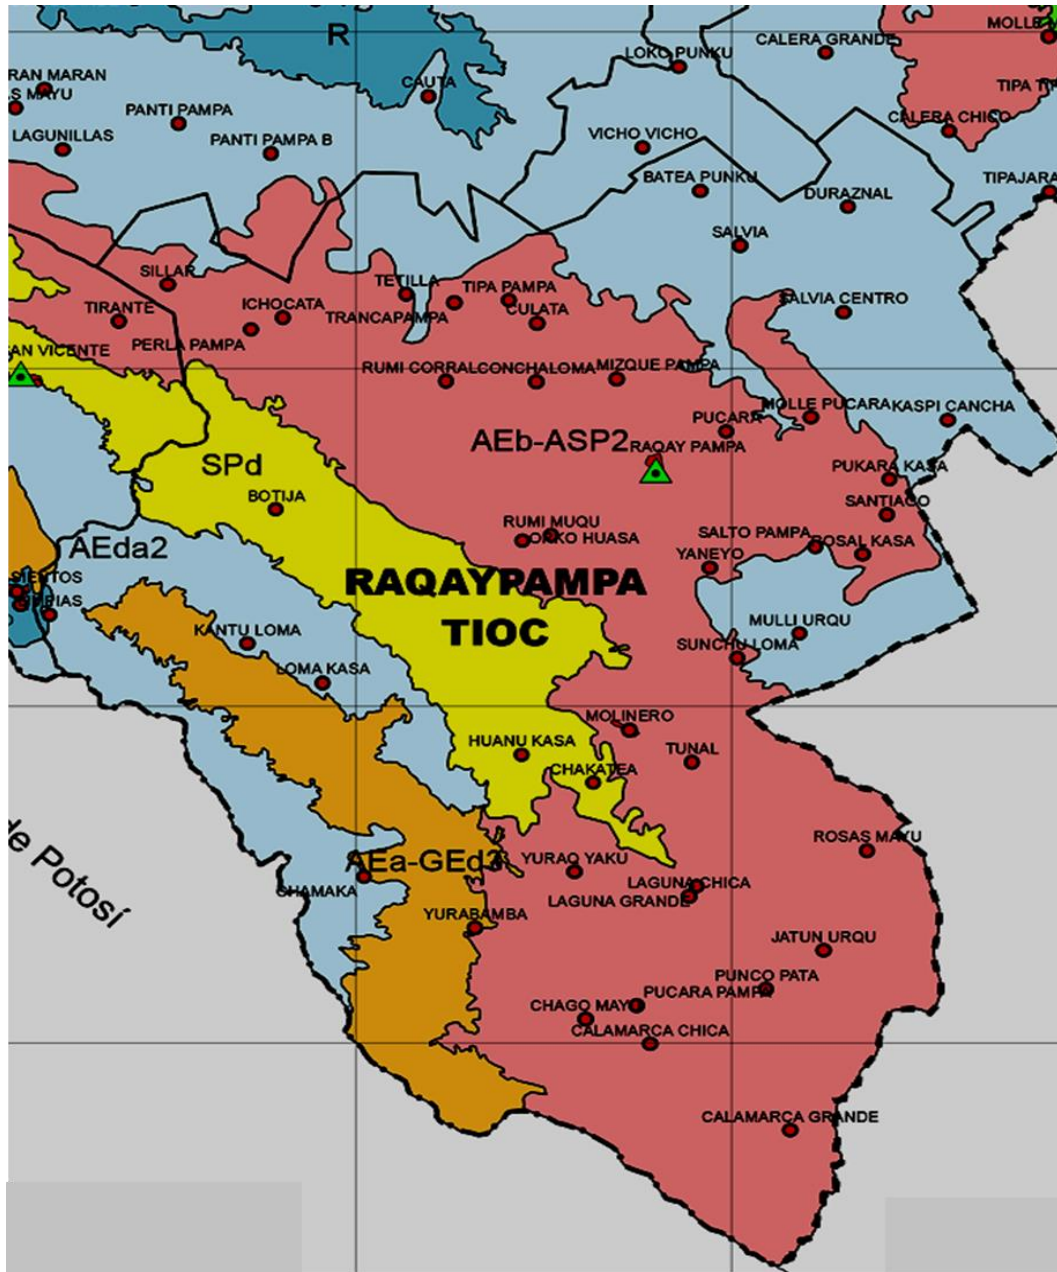 R
MOLLE M
CALERA GRANDE
LOKO PUNKU
RAN MARAN
CAUTA
TIPA TIP
AS MAYU
PANTI PAMPA
CALERA CHICO
LAGUNILLAS
PANTI PAMPA B
VICHO VICHO
BATEA PUNKU
TIPAJARA
DURAZNAL
SALVIA
SILLAR
TETILLA
TIPA PAMPA
SALVIA CENTRO
TIRANTE
ICHOCATA
TRANCAPAMPA
CULATA
PERLA PAMPA
SAN VICENTE
RUMI CORRAL
CONCHALOMA
MIZQUE PAMPA
MOLLE PUCARA
KASPI CANCHA
PUCARA
AEb-ASP2
RAQAY PAMPA
SPd
PUKARA KASA
BOTIJA
SANTIAGO
RUMI MUQU
SALTO PAMPA
ORKO HUASA
ROSAL KASA
AEda2
YANEYO
RAQAYPAMPA
TIOC
SIENTOS
MULLI URQU
KANTU LOMA
SUNCHU LOMA
LOMA KASA
MOLINERO
HUANU KASA
TUNAL
CHAKATEA
de Potosí
ROSAS MAYU
AEa-GEd3
YURAQ YAKU
LAGUNA CHICA
CHAMAKA
LAGUNA GRANDE
YURABAMBA
JATUN URQU
PUNCO PATA
PUCARA PAMPA
CHAGO MAYU
CALAMARCA CHICA
CALAMARCA GRANDE